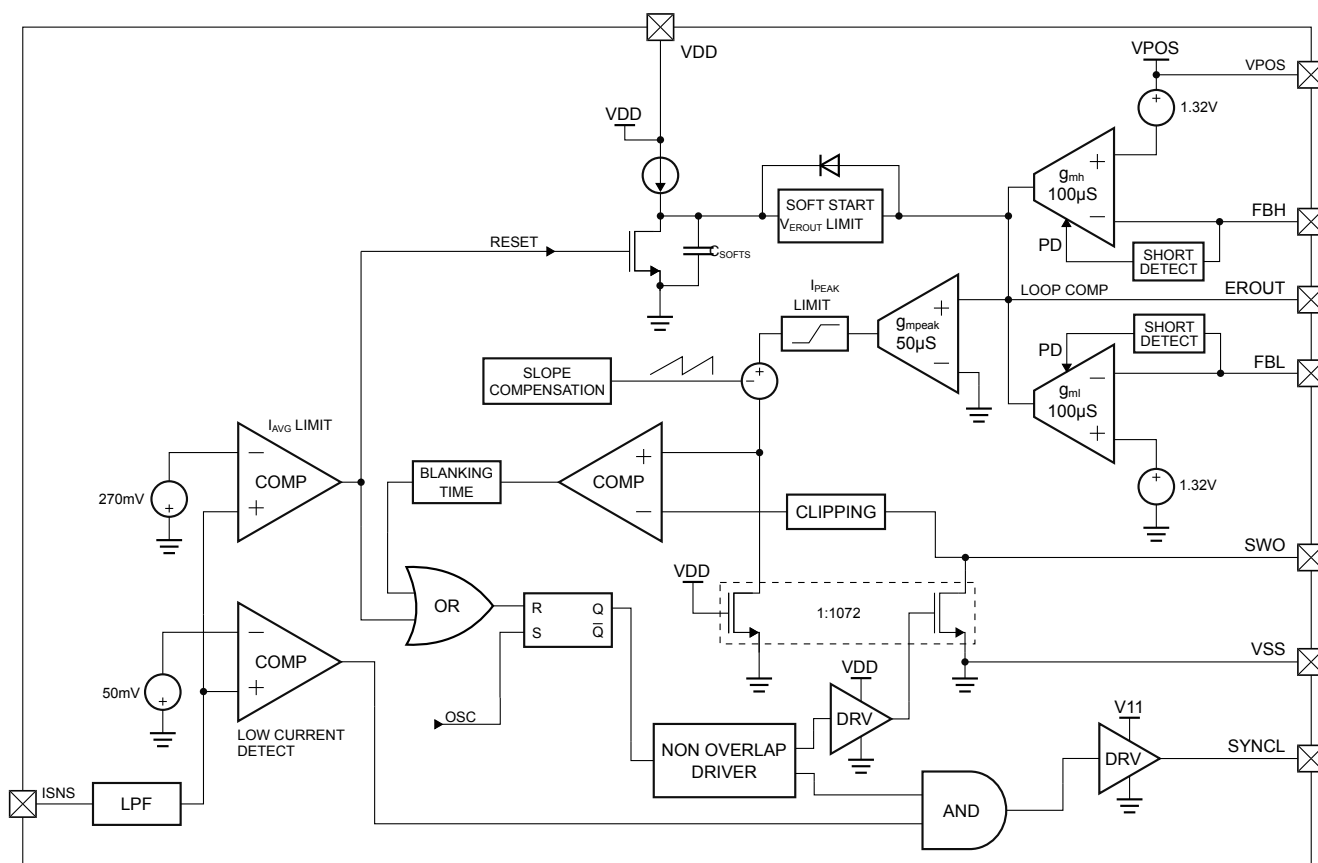 VDD
VPOS
VPOS
1.32V
VDD
gmh
100µS
+
−
SOFT START
VEROUT LIMIT
FBH
RESET
CSOFTS
PD
SHORT
DETECT
IPEAK
LIMIT
LOOP COMP
EROUT
gmpeak
50µS
+
−
SHORT
DETECT
PD
FBL
SLOPE
COMPENSATION
+
−
gml
100µS
−
+
IAVG LIMIT
−
COMP
+
270mV
+
BLANKING
TIME
+
COMP
−
1.32V
+
CLIPPING
SWO
VDD
1:1072
OR
R
Q
S
Q̅
−
COMP
+
50mV
+
VSS
VDD
OSC
LOW CURRENT
DETECT
DRV
V11
NON OVERLAP
DRIVER
DRV
SYNCL
ISNS
LPF
AND